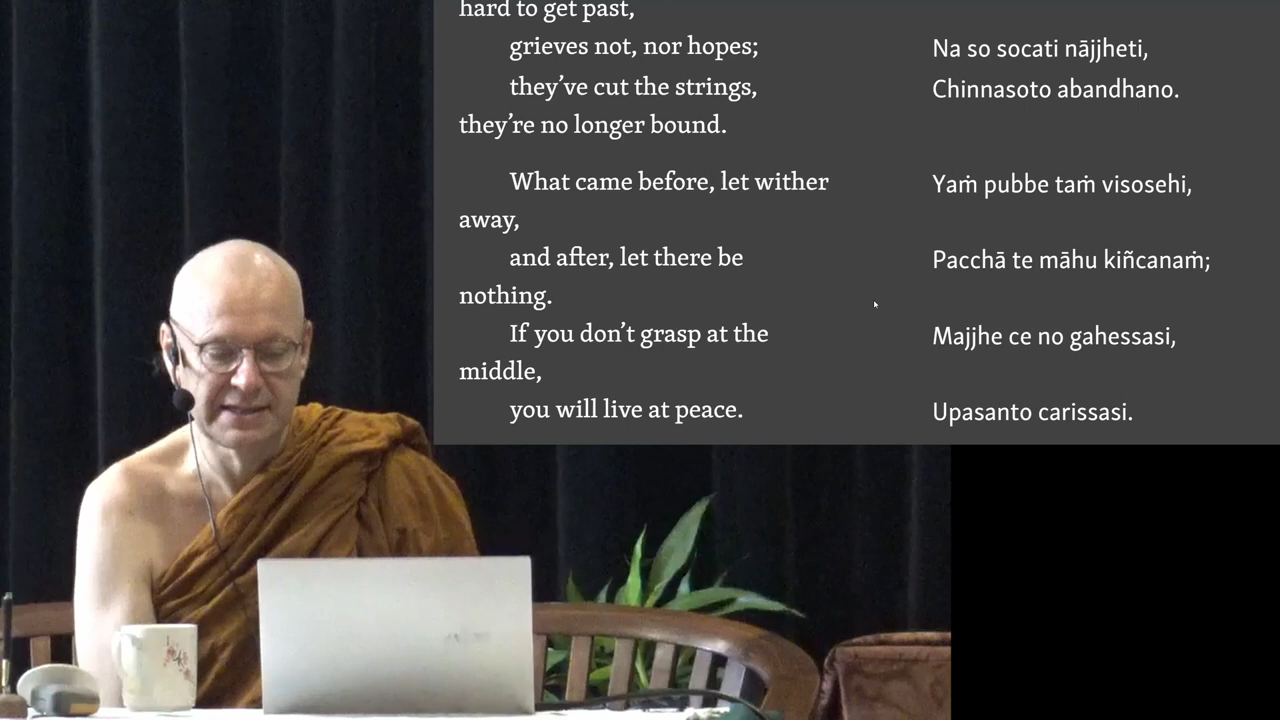 hard to get past,
grieves not, nor hopes;
they’ve cut the strings,
they’re no longer bound.
What came before, let wither
away,
and after, let there be
nothing.
If you don’t grasp at the
middle,
you will live at peace.
Na so socati nājjheti,
Chinnasoto abandhano.
Yaṁ pubbe taṁ visosehi,
Pacchā te māhu kiñcanaṁ;
Majjhe ce no gahessasi,
Upasanto carissasi.